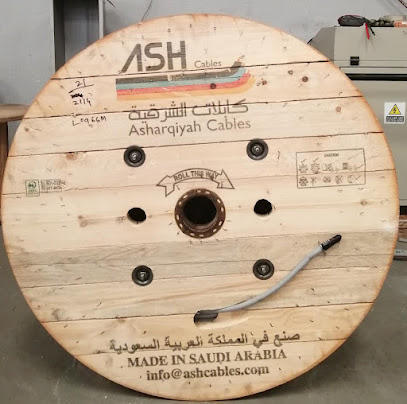 ASH Cables
كابلات الشرقية
Asharqiyah Cables
21
ROLL THIS WAY
صنع في المملكة العربية السعودية
MADE IN SAUDI ARABIA
info@ashcables.com